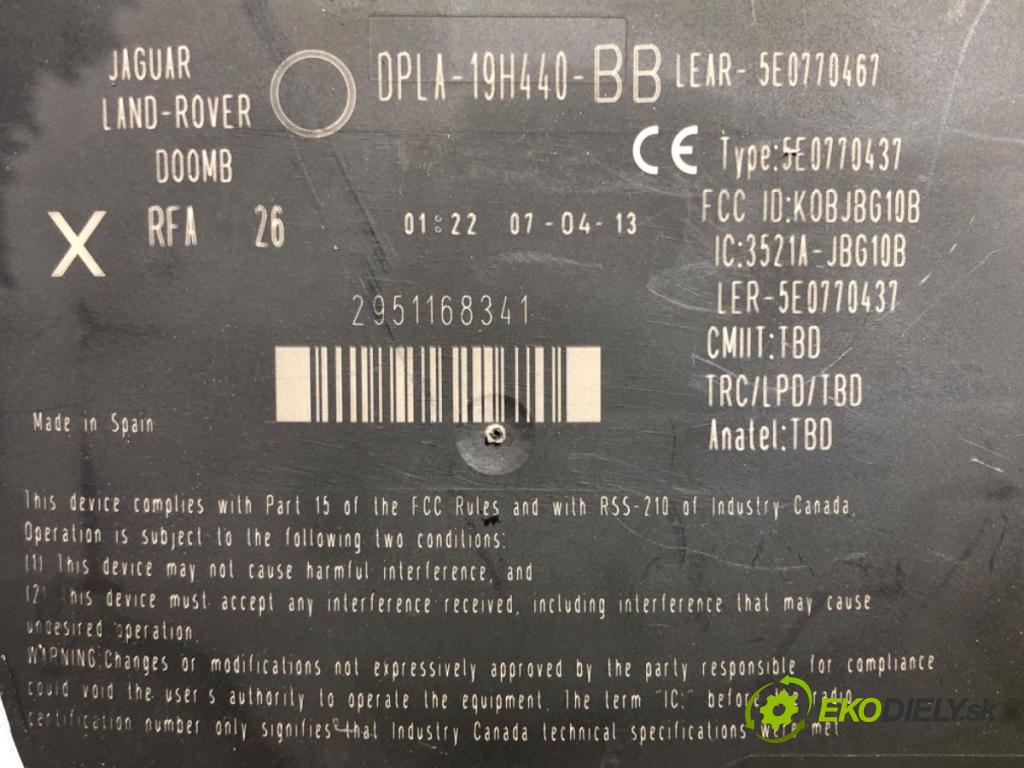 JAGUAR
LAND-ROVER
D00MB
DPLA-19H440-BB LEAR- 5E0770467
CE Type:5E0770437
X RFA 26 01:22 07-04-13
FCC ID:KOBJBG10B
IC:3521A-JBG10B
LER-5E0770437
CMIIT:TBD
TRC/LPD/TBD
Anatel:TBD
2951168341
Made in Spain
This device complies with Part 15 of the FCC Rules and with RSS-210 of Industry Canada.
Operation is subject to the following two conditions:
(1) This device may not cause harmful interference, and
(2) This device must accept any interference received, including interference that may cause
undesired operation.
WARNING:Changes or modifications not expressively approved by the party responsible for compliance
could void the user's authority to operate the equipment. The term "IC:" before the radio
certification number only signifies that Industry Canada technical specifications were met
EKODIELY.sk